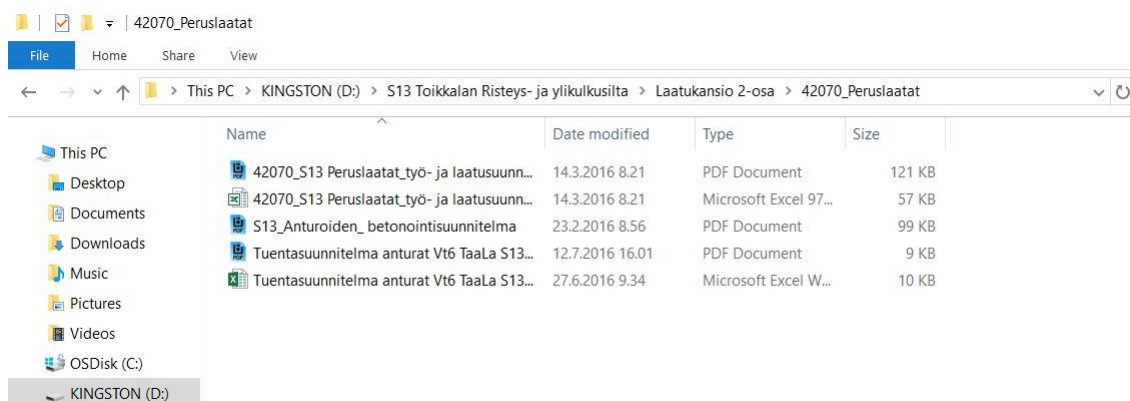 42070_Peruslaatat
File Home Share View
This PC > KINGSTON (D:) > S13 Toikkalan Risteys- ja ylikulkusilta > Laatukansio 2-osa > 42070_Peruslaatat
This PC
Desktop
Documents
Downloads
Music
Pictures
Videos
OSDisk (C:)
KINGSTON (D:)
Name Date modified Type Size
42070_S13 Peruslaatat_työ- ja laatusuunn... 14.3.2016 8.21 PDF Document 121 KB
42070_S13 Peruslaatat_työ- ja laatusuunn... 14.3.2016 8.21 Microsoft Excel 97... 57 KB
S13_Anturoiden_ betonointisuunnitelma 23.2.2016 8.56 PDF Document 99 KB
Tuentasuunnitelma anturat Vt6 TaaLa S13... 12.7.2016 16.01 PDF Document 9 KB
Tuentasuunnitelma anturat Vt6 TaaLa S13... 27.6.2016 9.34 Microsoft Excel W... 10 KB